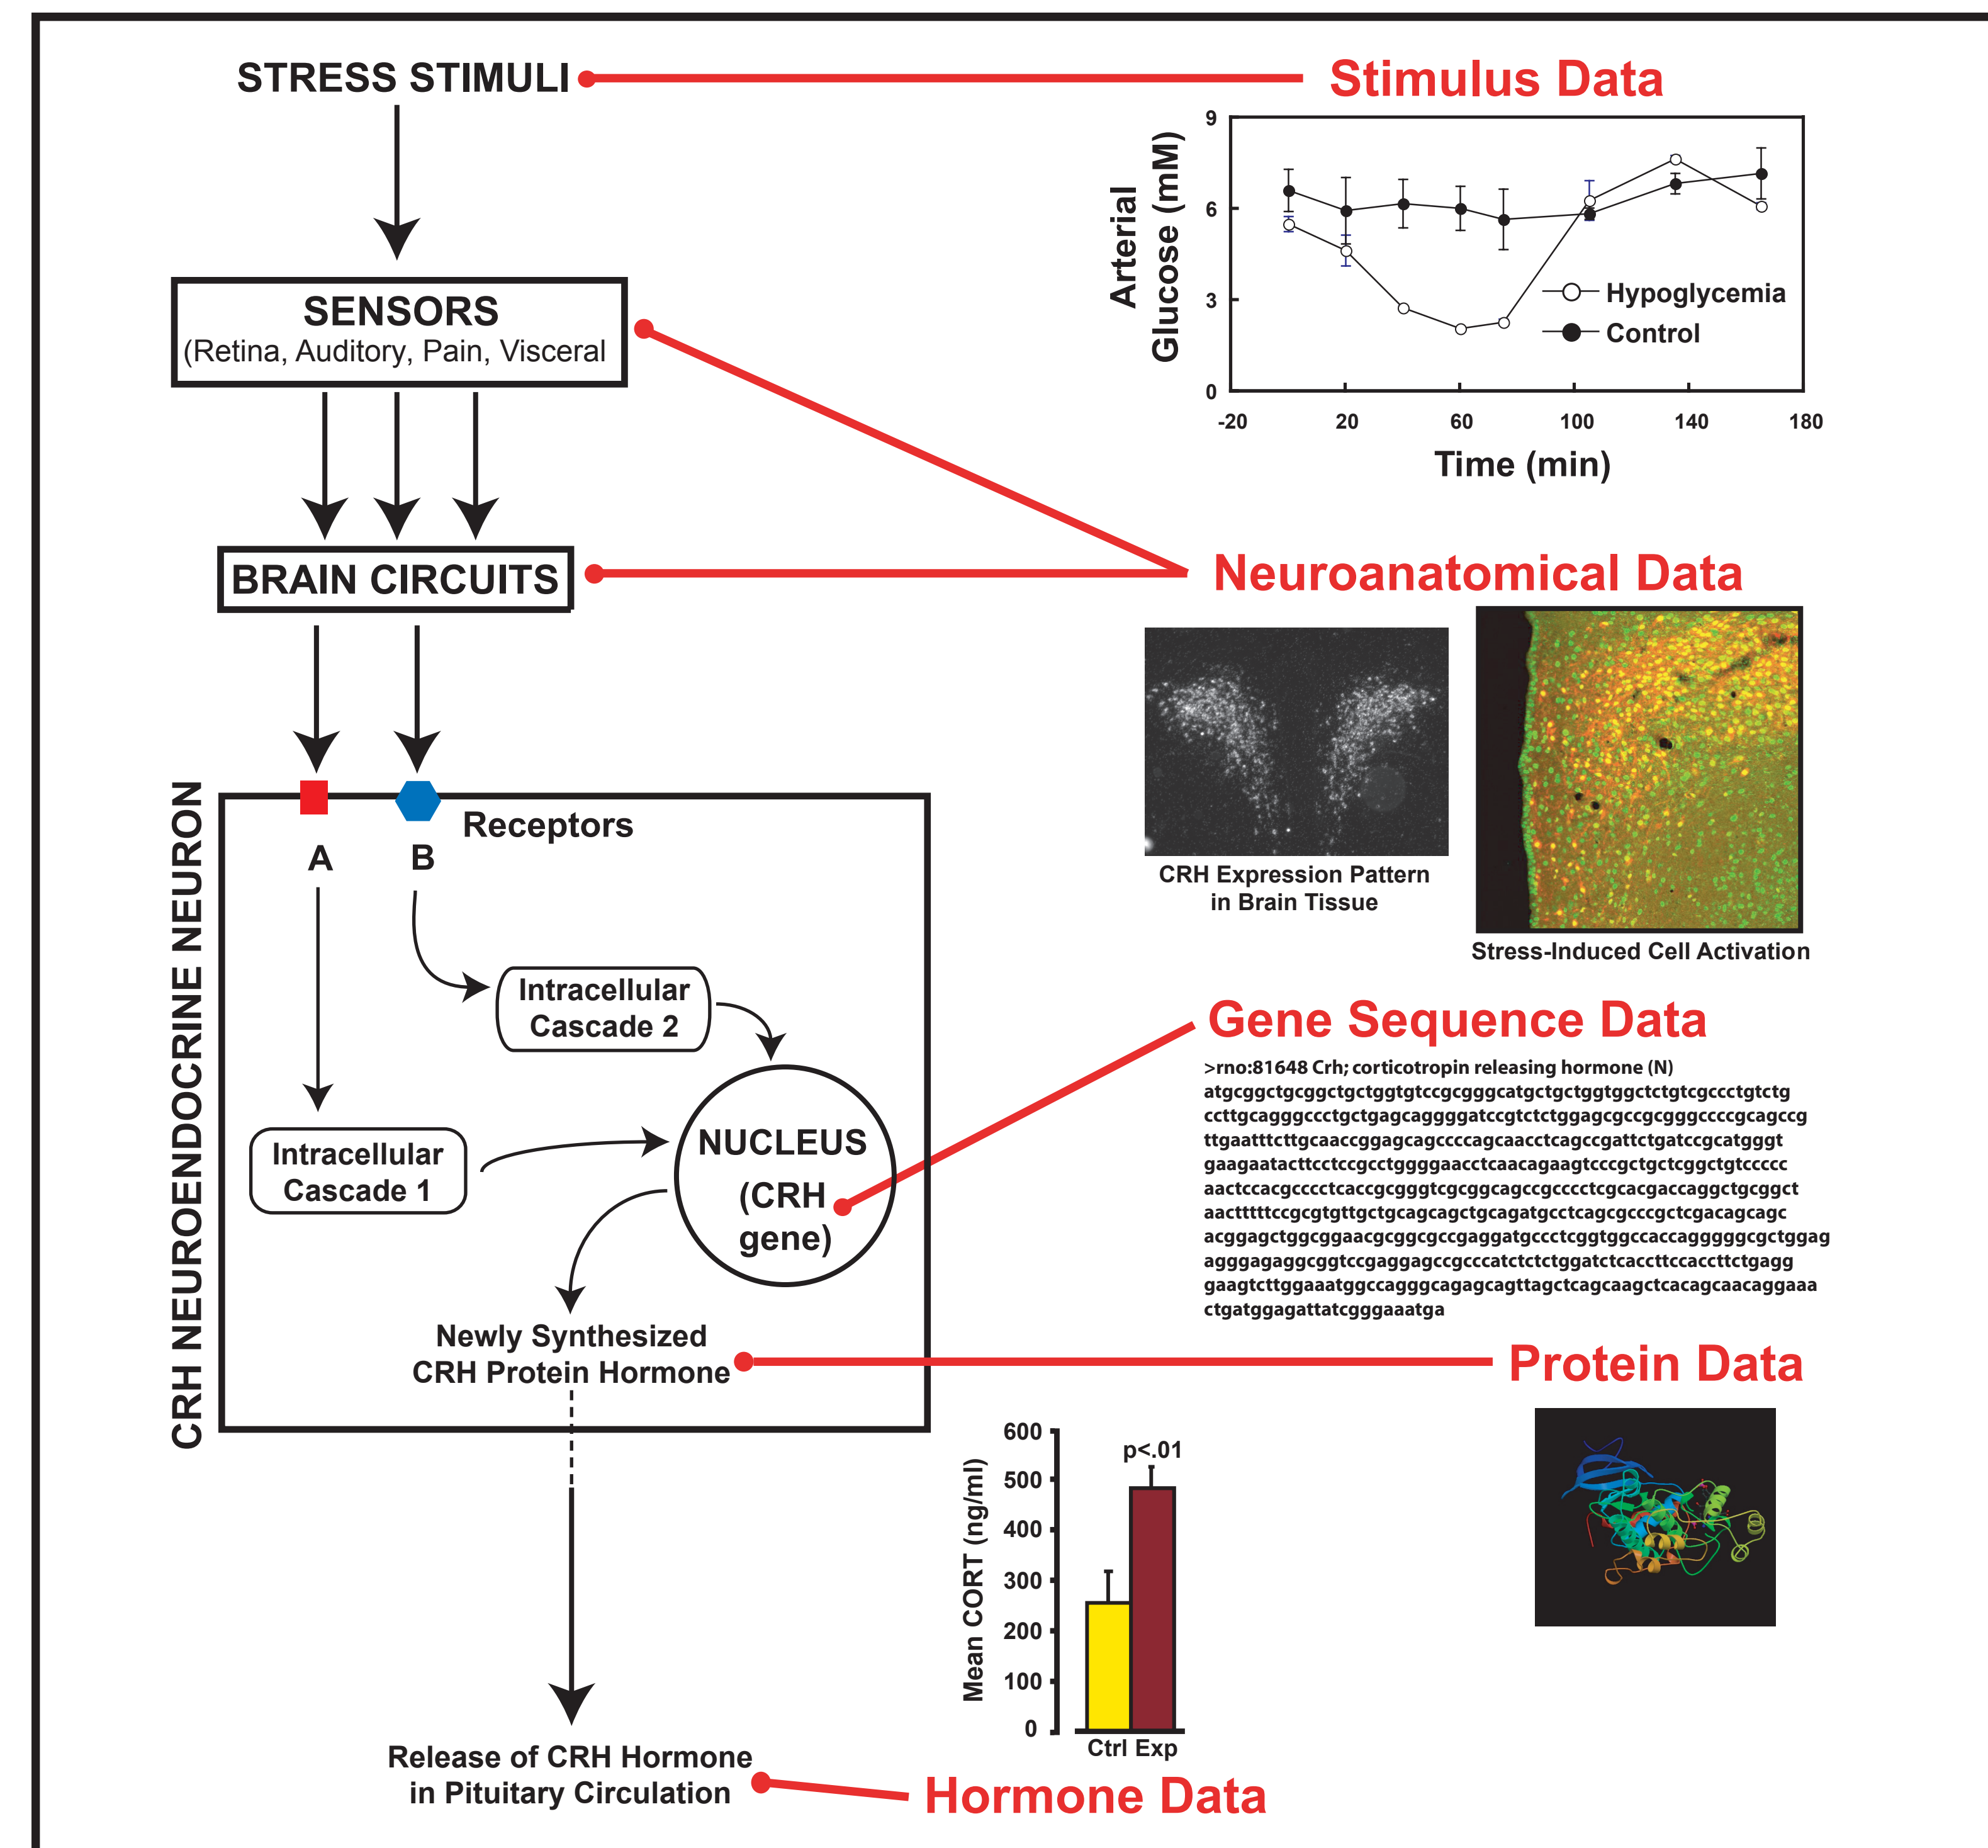 STRESS STIMULI
Stimulus Data
Arterial
Glucose (mM)
9
6
3
0
Hypoglycemia
Control
-20 20 60 100 140 180
Time (min)
SENSORS
(Retina, Auditory, Pain, Visceral
BRAIN CIRCUITS
Neuroanatomical Data
CRH Expression Pattern
in Brain Tissue
Stress-Induced Cell Activation
CRH NEUROENDOCRINE NEURON
Receptors
A
B
Intracellular
Cascade 2
Intracellular
Cascade 1
NUCLEUS
(CRH
gene)
Newly Synthesized
CRH Protein Hormone
Gene Sequence Data
>rno:81648 Crh; corticotropin releasing hormone (N)
atgcggctgcggctgctggtgtccgcgggcatgctgctggtggctctgtcgccctgtctg
ccttgcagggccctgctgagcaggggatccgtctctggagcgccgcgggccccgcagccg
ttgaatttcttgcaaccggagcagccccagcaacctcagccgattctgatccgcatgggt
gaagaatacttcctccgcctggggaacctcaacagaagtcccgctgctcggctgtccccc
aactccacgcccctcaccgcgggtcgcggcagccgcccctcgcacgaccaggctgcggct
aactttttccgcgtgttgctgcagcagctgcagatgcctcagcgcccgctcgacagcagc
acggagctggcggaacgcggcgccgaggatgccctcggtggccaccagggggcgctggag
agggagaggcggtccgaggagccgcccatctctctggatctcaccttccaccttctgagg
gaagtcttggaaatggccagggcagagcagttagctcagcaagctcacagcaacaggaaa
ctgatggagattatcgggaaatga
Protein Data
Mean CORT (ng/ml)
600
500
400
300
200
100
0
p<.01
Ctrl Exp
Release of CRH Hormone
in Pituitary Circulation
Hormone Data